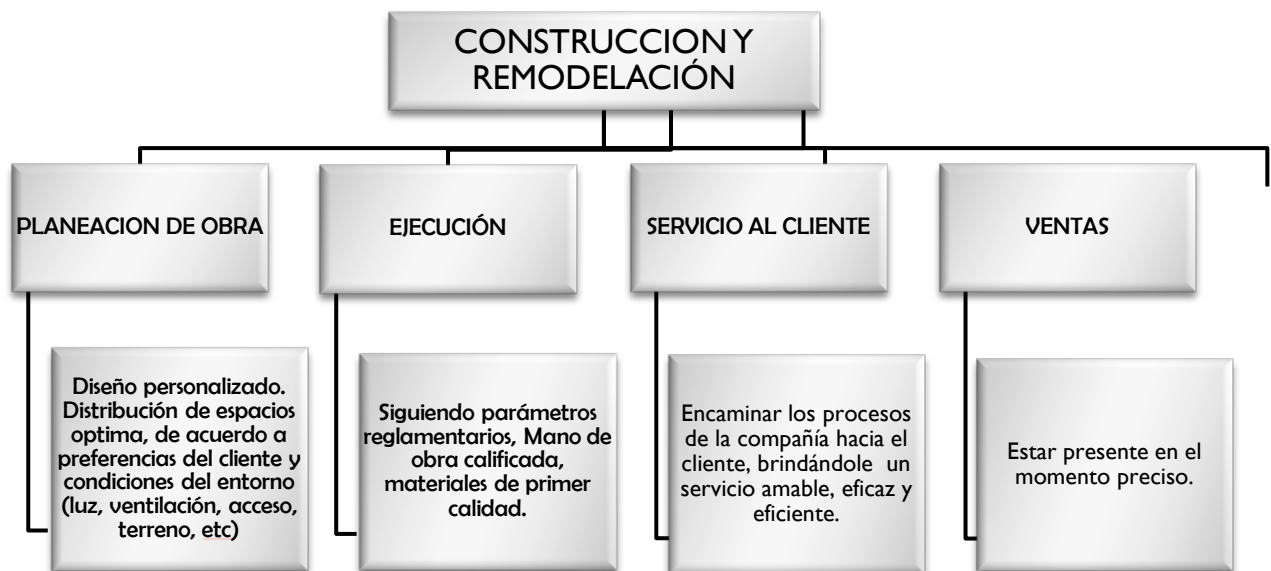 CONSTRUCCION Y
REMODELACIÓN
PLANEACION DE OBRA
EJECUCIÓN
SERVICIO AL CLIENTE
VENTAS
Diseño personalizado.
Distribución de espacios
optima, de acuerdo a
preferencias del cliente y
condiciones del entorno
(luz, ventilación, acceso,
terreno, etc)
Siguiendo parámetros
reglamentarios, Mano de
obra calificada,
materiales de primer
calidad.
Encaminar los procesos
de la compañía hacia el
cliente, brindándole un
servicio amable, eficaz y
eficiente.
Estar presente en el
momento preciso.